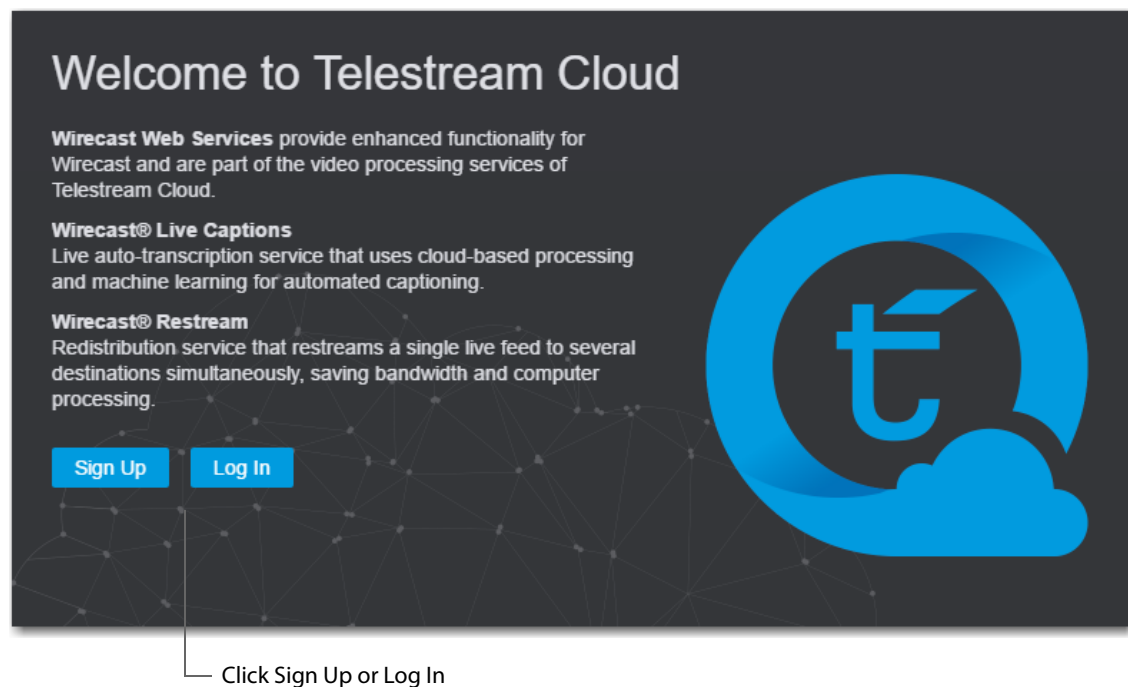 Welcome to Telestream Cloud
Wirecast Web Services provide enhanced functionality for
Wirecast and are part of the video processing services of
Telestream Cloud.
Wirecast® Live Captions
Live auto-transcription service that uses cloud-based processing
and machine learning for automated captioning.
Wirecast® Restream
Redistribution service that restreams a single live feed to several
destinations simultaneously, saving bandwidth and computer
processing.
Sign Up Log In
t
Click Sign Up or Log In